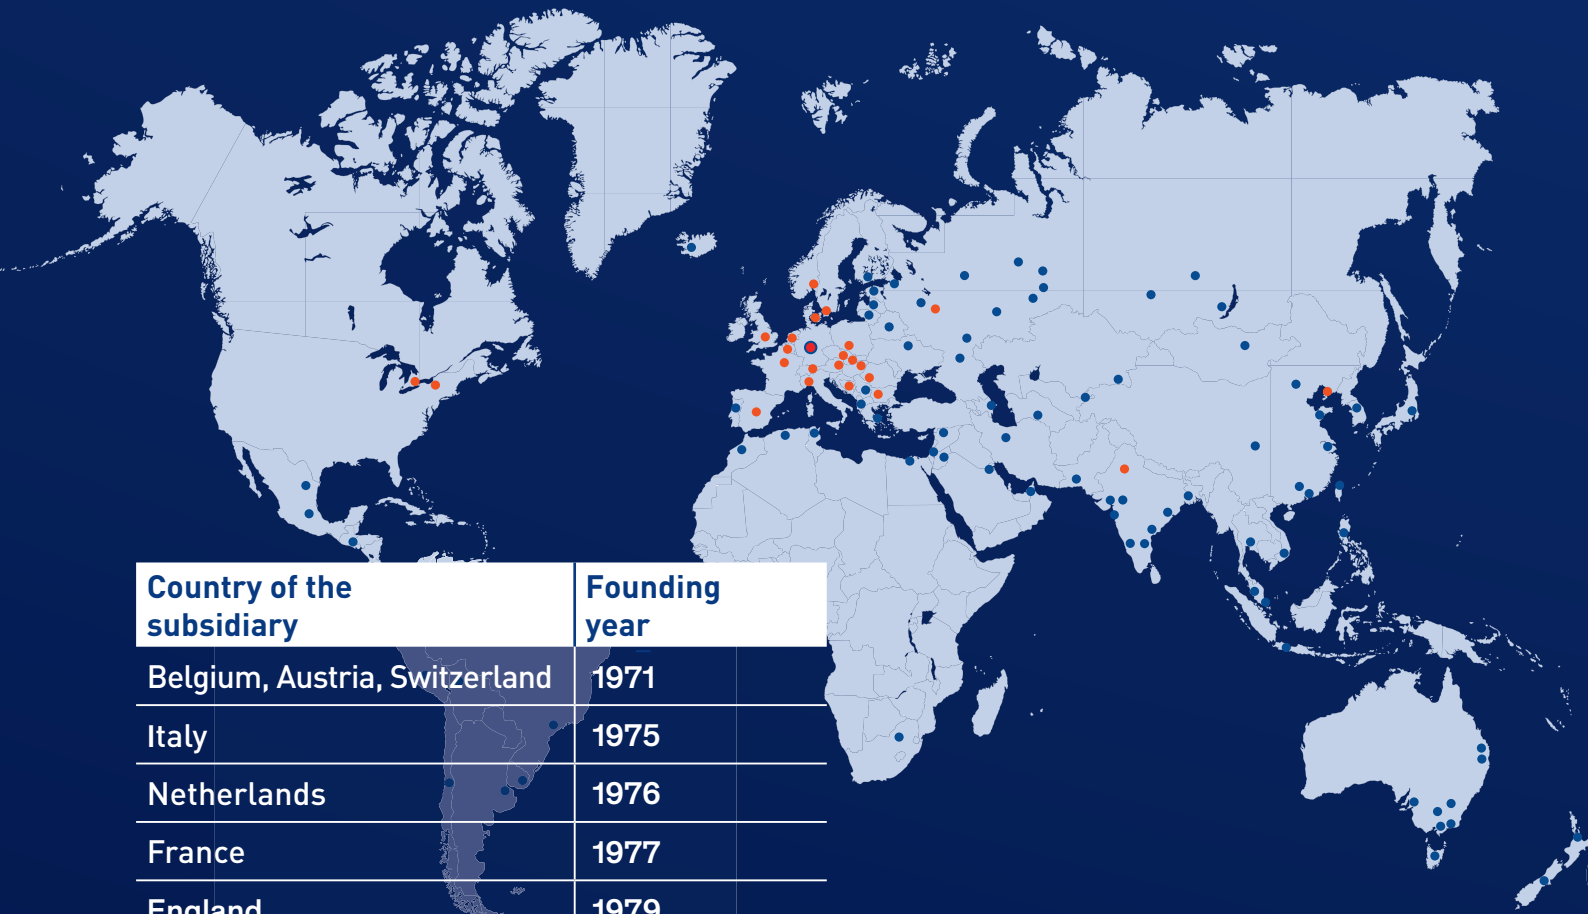 Country of the
subsidiary
Founding
year
Belgium, Austria, Switzerland 1971
Italy 1975
Netherlands 1976
France 1977
England 1979